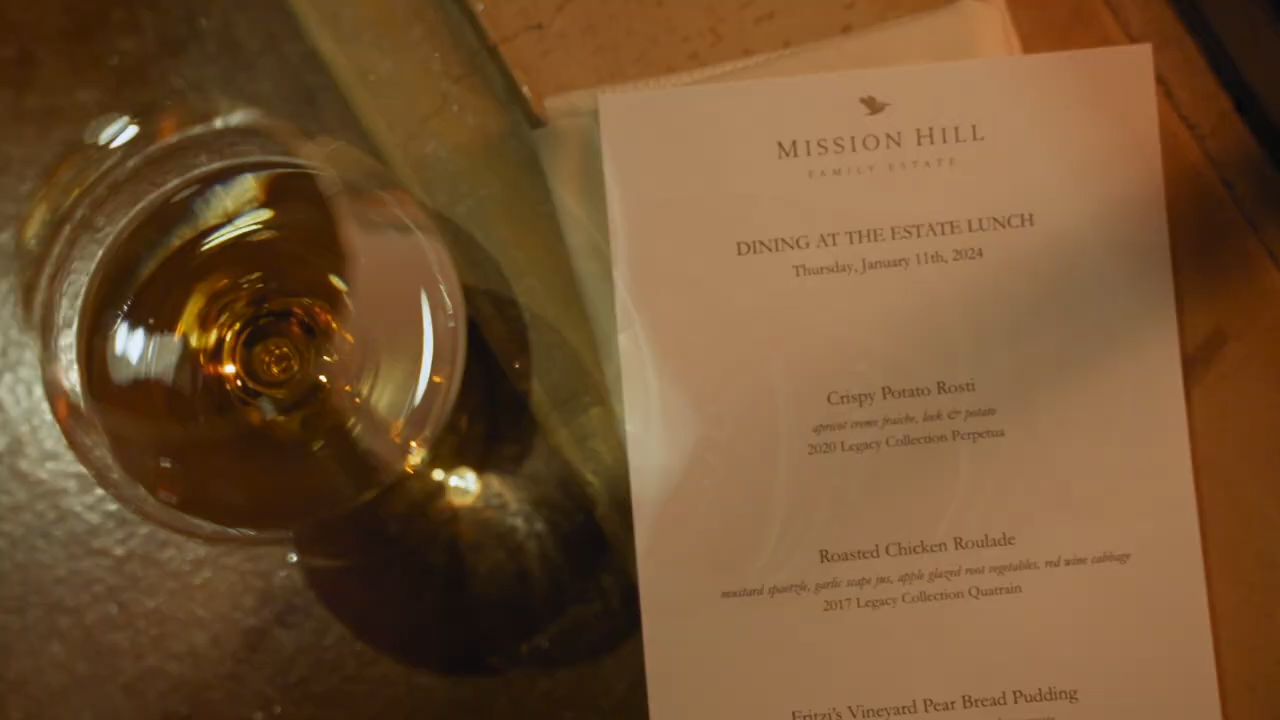 MISSION HILL
FAMILY ESTATE
DINING AT THE ESTATE LUNCH
Thursday, January 11th, 2024
Crispy Potato Rosti
apricot creme fraiche, leek & potato
2020 Legacy Collection Perpetua
Roasted Chicken Roulade
mustard spaetzle, garlic scape jus, apple glazed root vegetables, red wine cabbage
2017 Legacy Collection Quatrain
Fritzi's Vineyard Pear Bread Pudding